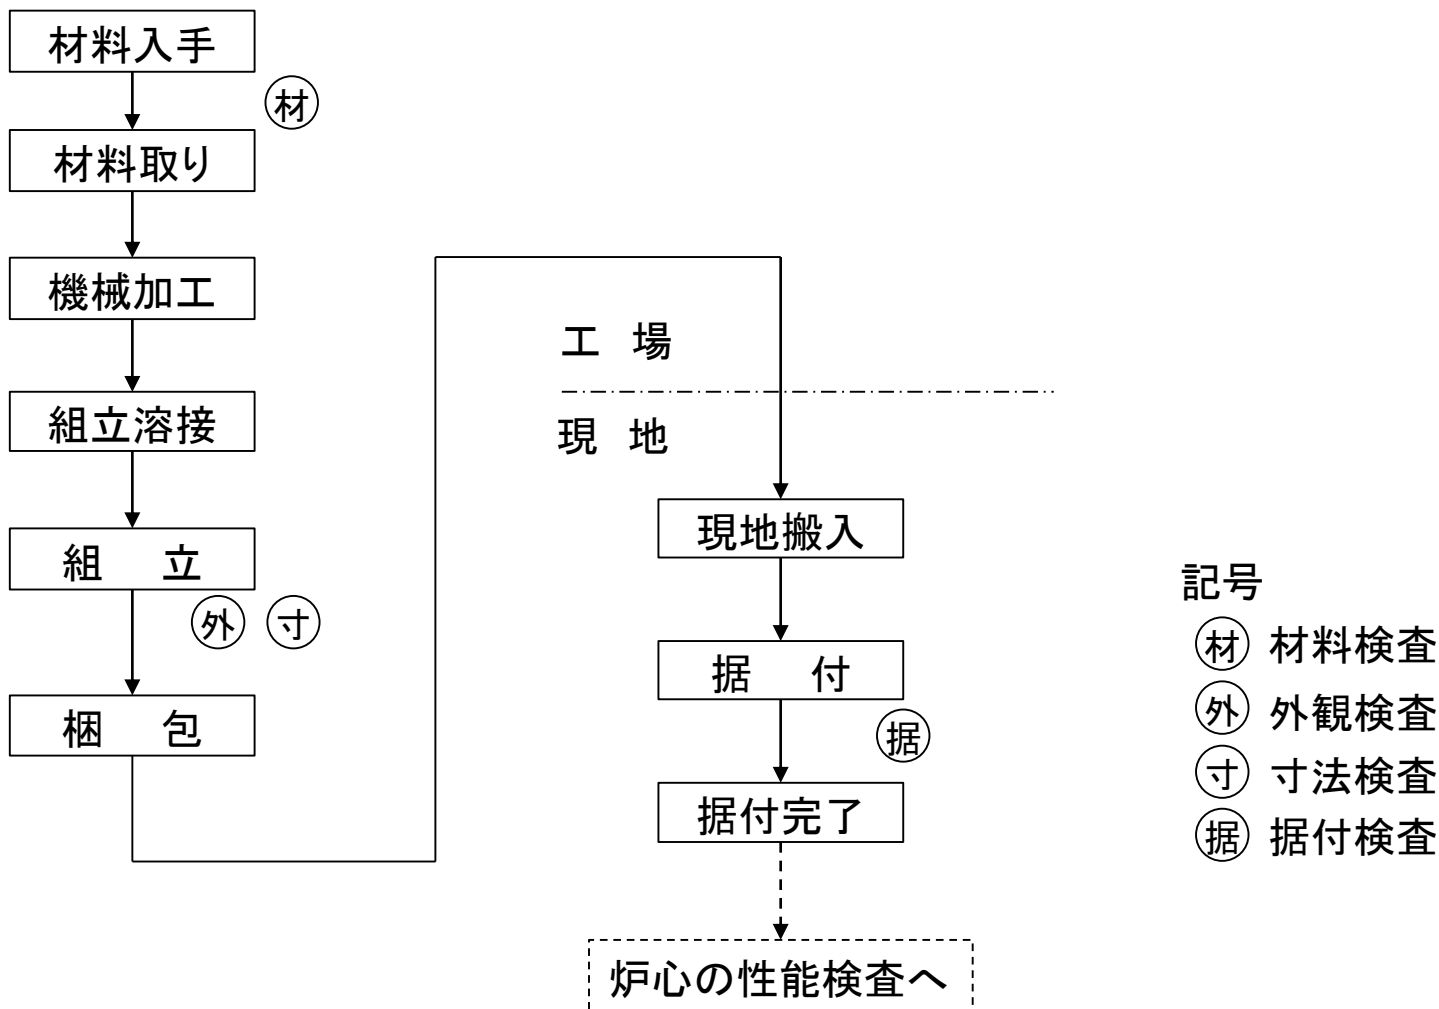 材料入手
材
材料取り
機械加工
組立溶接
組 立
外 寸
梱 包
工 場
現 地
現地搬入
据 付
据
据付完了
炉心の性能検査へ
記号
材 材料検査
外 外観検査
寸 寸法検査
据 据付検査